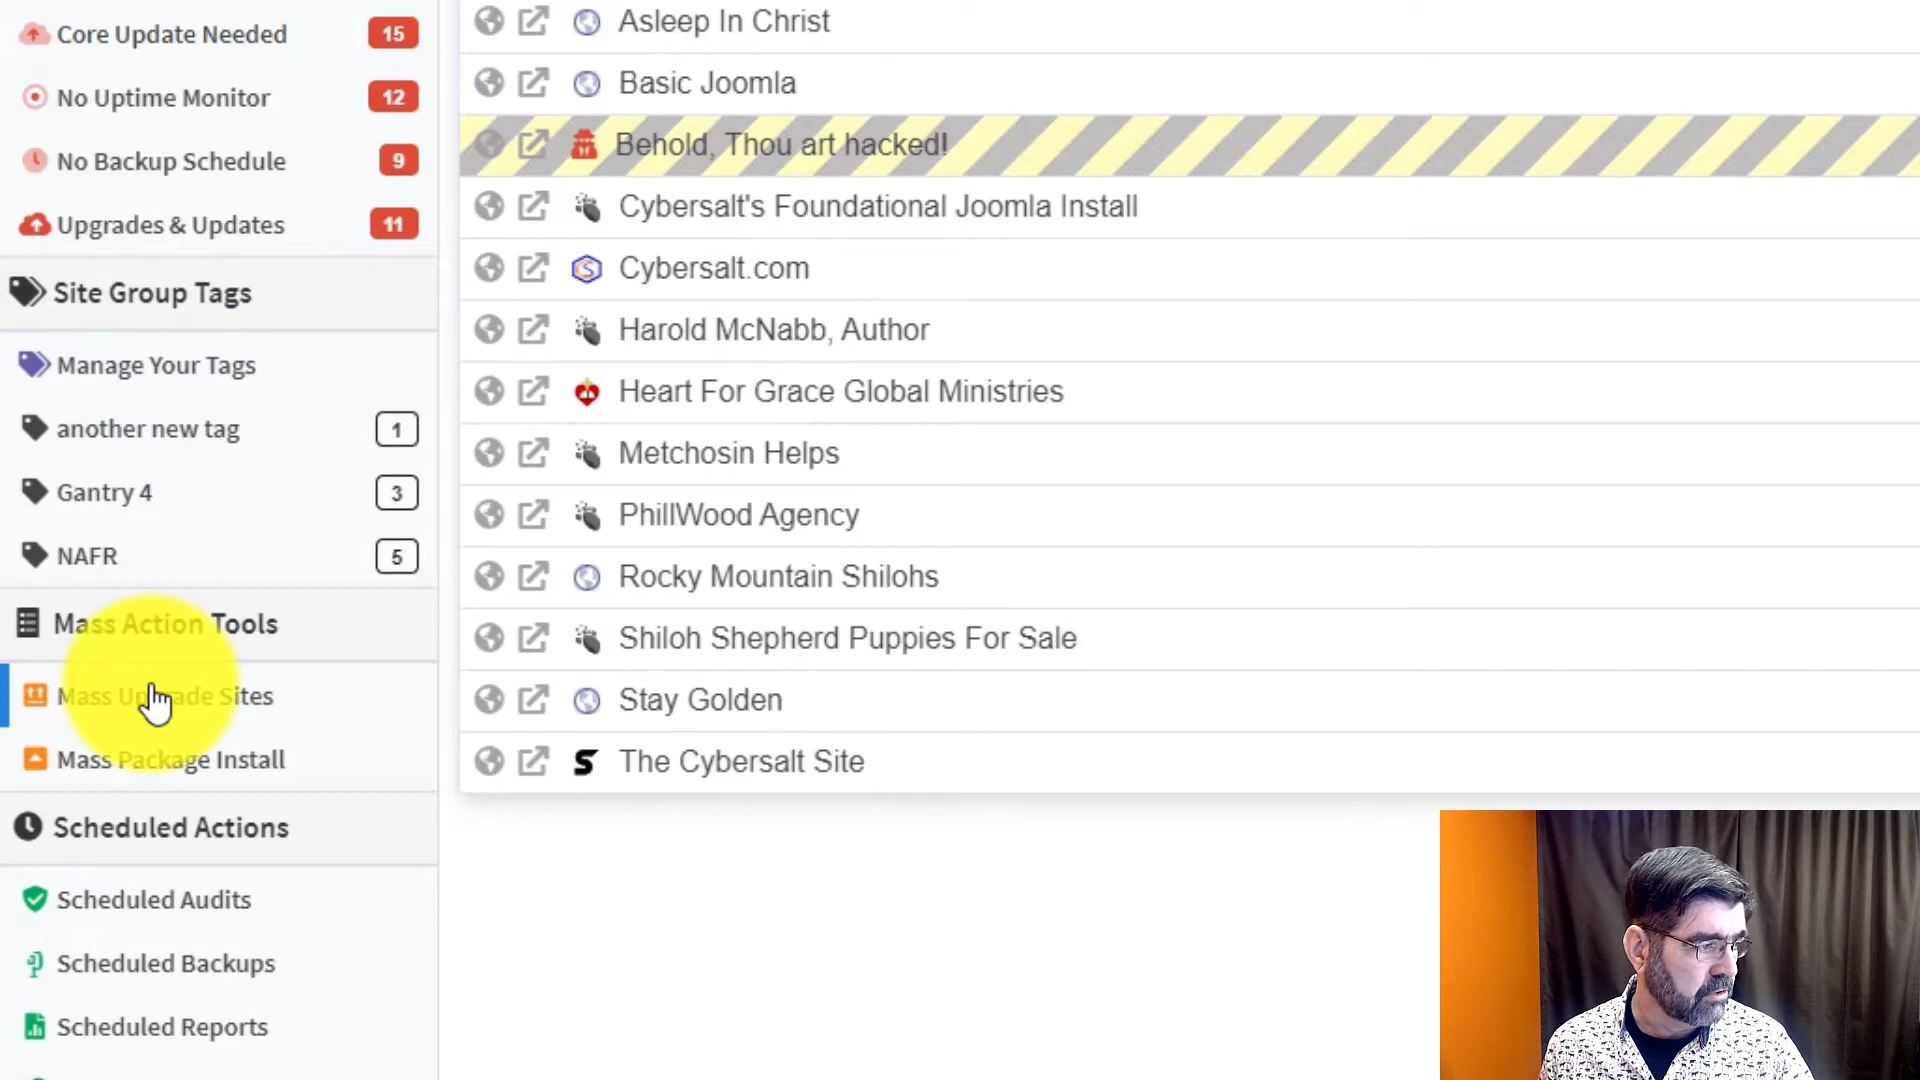 Core Update Needed 15
No Uptime Monitor 12
No Backup Schedule 9
Upgrades & Updates 11
Site Group Tags
Manage Your Tags
another new tag 1
Gantry 4 3
NAFR 5
Mass Action Tools
Mass Upgrade Sites
Mass Package Install
Scheduled Actions
Scheduled Audits
Scheduled Backups
Scheduled Reports
Asleep In Christ
Basic Joomla
Behold, Thou art hacked!
Cybersalt's Foundational Joomla Install
Cybersalt.com
Harold McNabb, Author
Heart For Grace Global Ministries
Metchosin Helps
PhillWood Agency
Rocky Mountain Shilohs
Shiloh Shepherd Puppies For Sale
Stay Golden
The Cybersalt Site